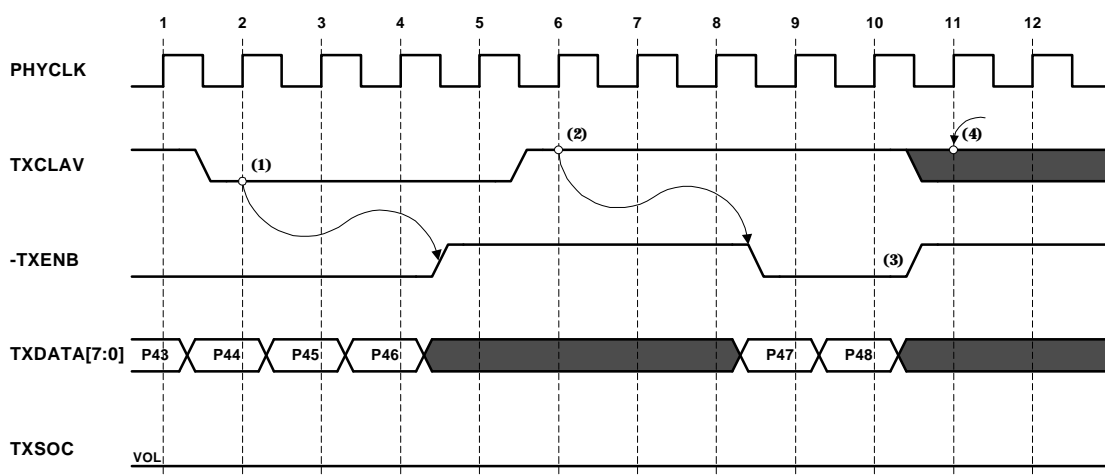 1 2 3 4 5 6 7 8 9 10 11 12
PHYCLK
TXCLAV (1) (2) (4)
-TXENB (3)
TXDATA[7:0] P43 P44 P45 P46 P47 P48
TXSOC VOL